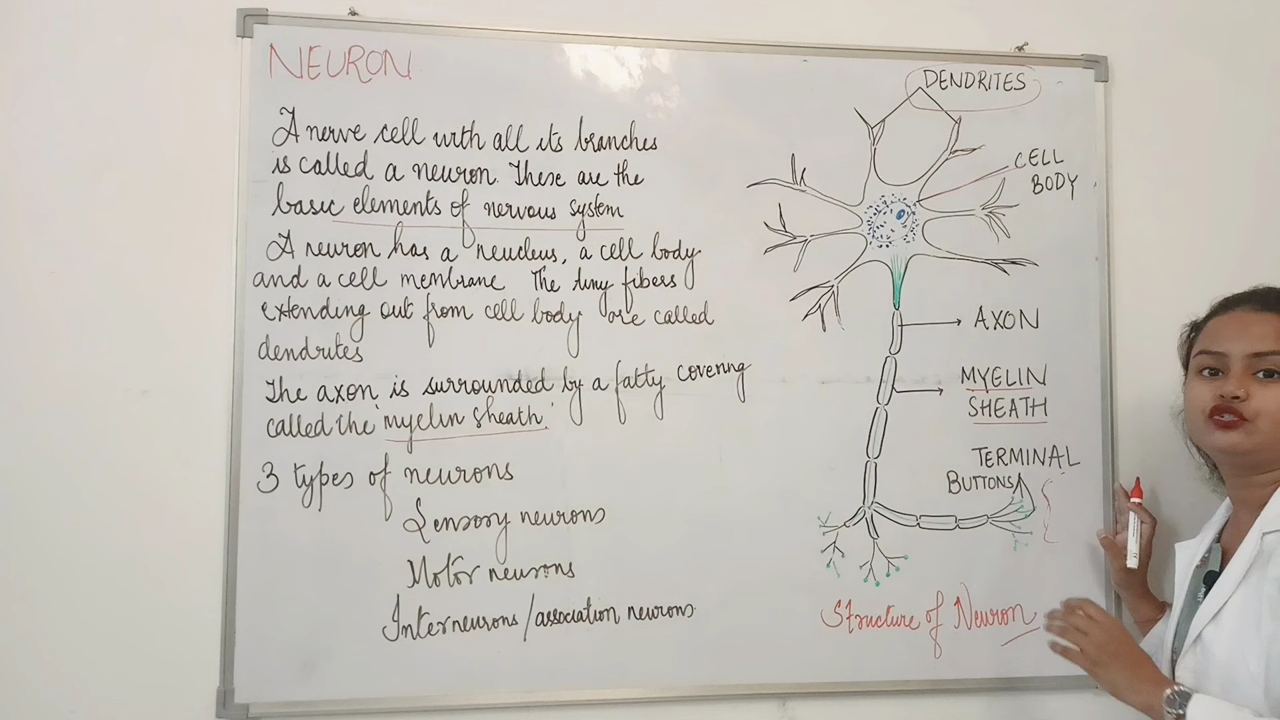 NEURON
A nerve cell with all its branches
is called a neuron. These are the
basic elements of nervous system
A neuron has a neucleus, a cell body
and a cell membrane The tiny fibers
extending out from cell body are called
dendrites
The axon is surrounded by a fatty covering
called the 'myelin sheath.'
3 types of neurons
Sensory neurons
Motor neurons
Interneurons/association neurons
DENDRITES
CELL
BODY
AXON
MYELIN
SHEATH
TERMINAL
BUTTONS
Structure of Neuron